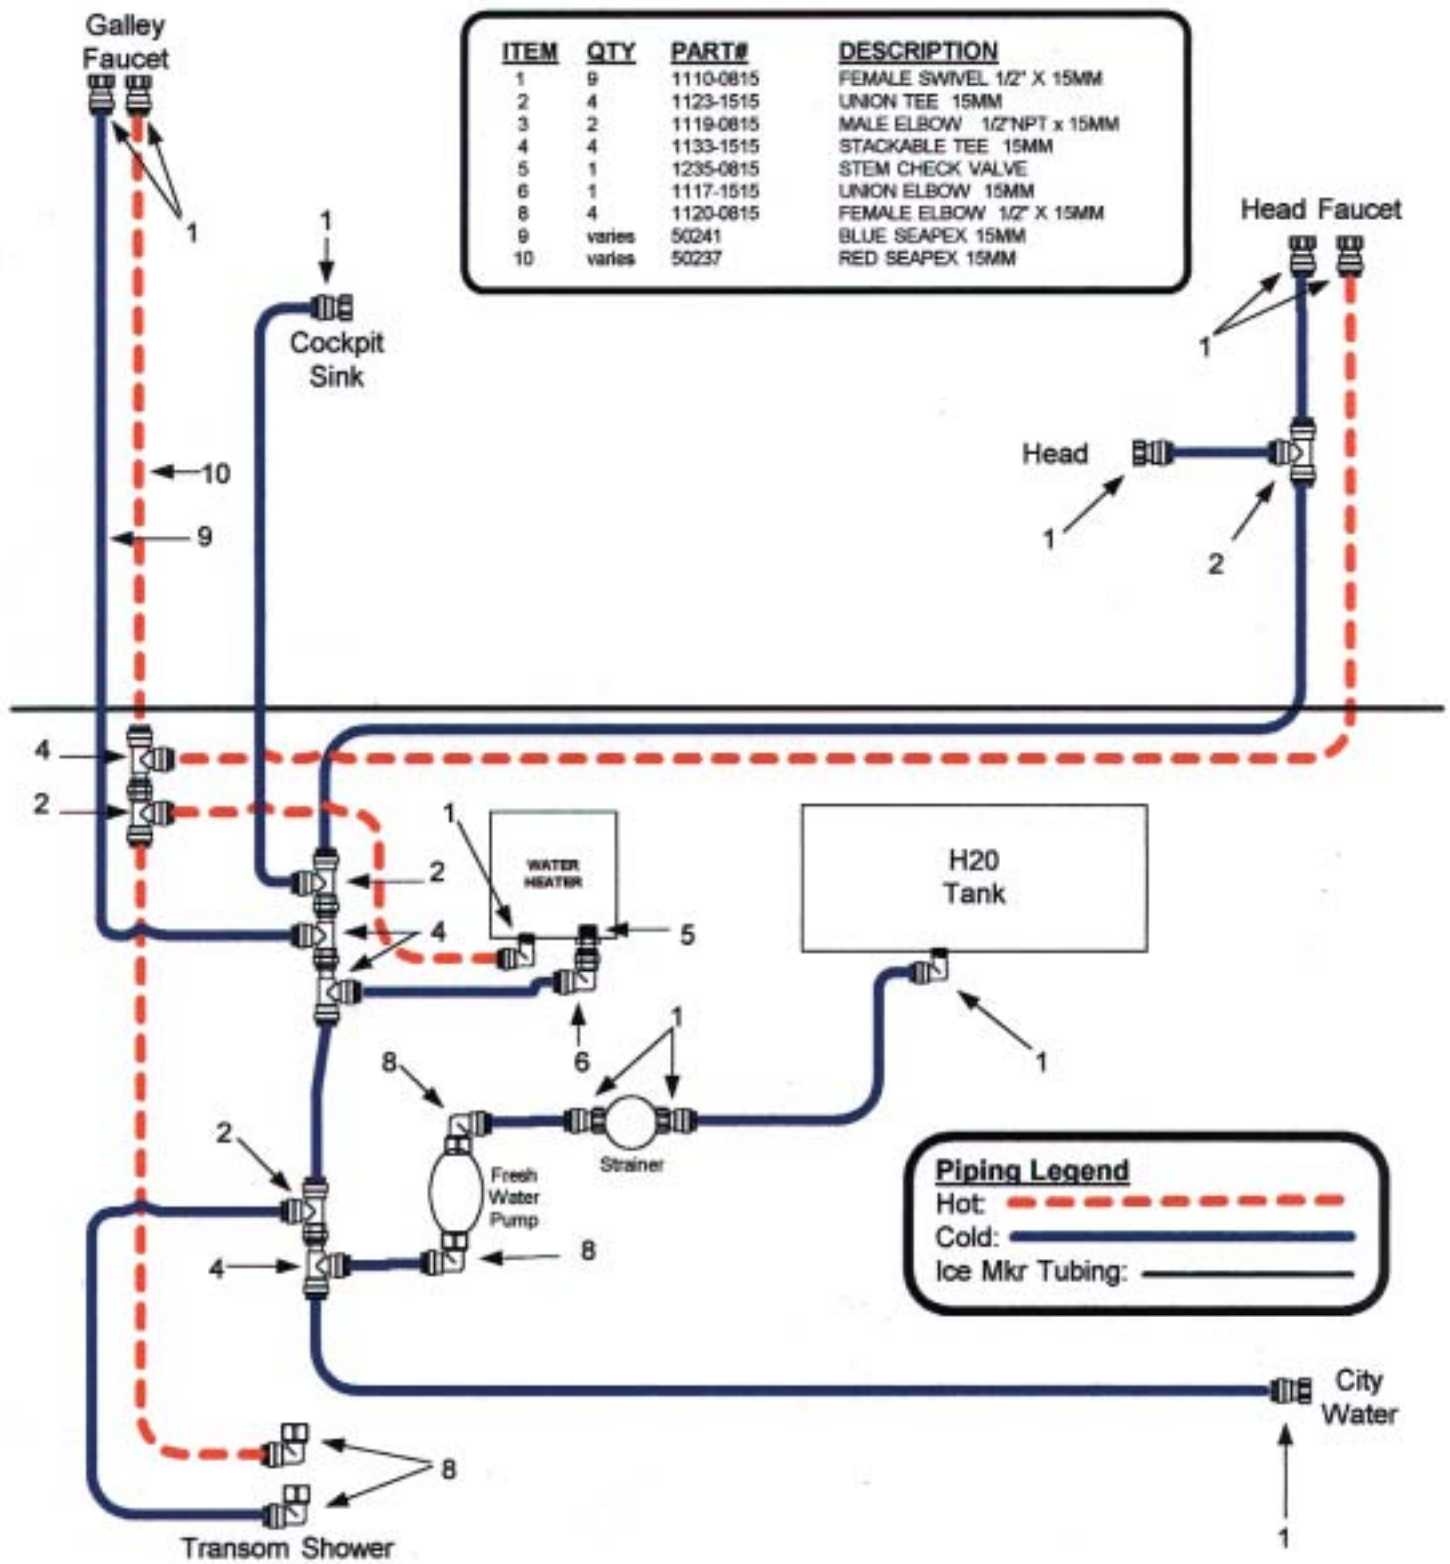 Galley
Faucet
ITEM QTY PART# DESCRIPTION
1 9 1110-0815 FEMALE SWIVEL 1/2" X 15MM
2 4 1123-1515 UNION TEE 15MM
3 2 1119-0815 MALE ELBOW 1/2"NPT x 15MM
4 4 1133-1515 STACKABLE TEE 15MM
5 1 1235-0815 STEM CHECK VALVE
6 1 1117-1515 UNION ELBOW 15MM
8 4 1120-0815 FEMALE ELBOW 1/2" X 15MM
9 varies 50241 BLUE SEAPEX 15MM
10 varies 50237 RED SEAPEX 15MM
Head Faucet
1
1
Cockpit
Sink
1
Head
10
1
9
2
4
2
1
WATER
HEATER
H20
Tank
2
4
5
1
6
1
8
2
Strainer
Fresh
Water
Pump
8
4
Piping Legend
Hot:
Cold:
Ice Mkr Tubing:
City
Water
8
1
Transom Shower